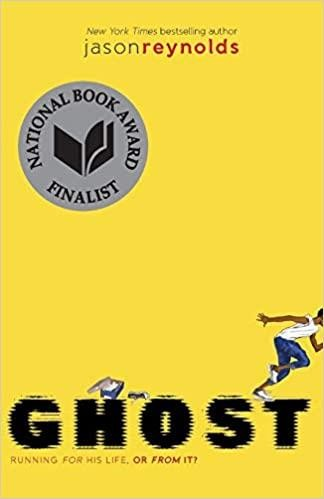 New York Times bestselling author
jasonreynolds
NATIONAL BOOK AWARD
FINALIST
GHOST
RUNNING FOR HIS LIFE, OR FROM IT?